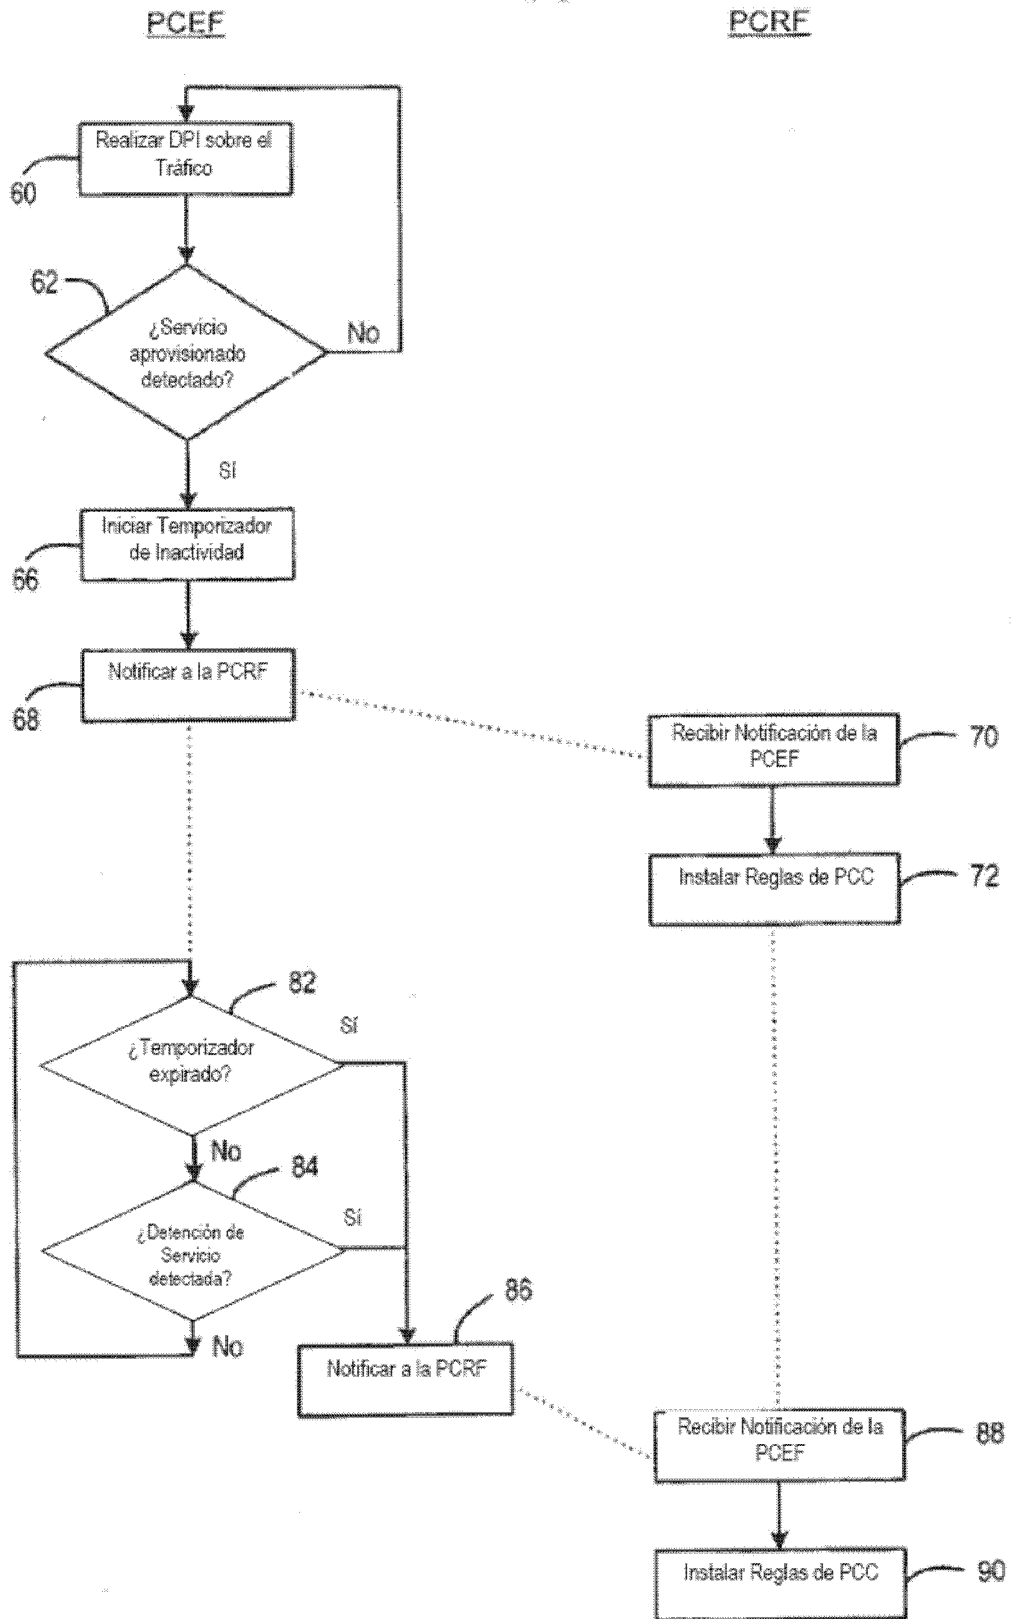 PCEF
PCRF
Realizar DPI sobre el
Tráfico
60
62
¿Servicio
aprovisionado
detectado?
No
Sí
Iniciar Temporizador
de Inactividad
66
Notificar a la PCRF
68
Recibir Notificación de la
PCEF
70
Instalar Reglas de PCC
72
82
¿Temporizador
expirado?
Sí
No
84
¿Detención de
Servicio
detectada?
Sí
No
86
Notificar a la PCRF
Recibir Notificación de la
PCEF
88
Instalar Reglas de PCC
90